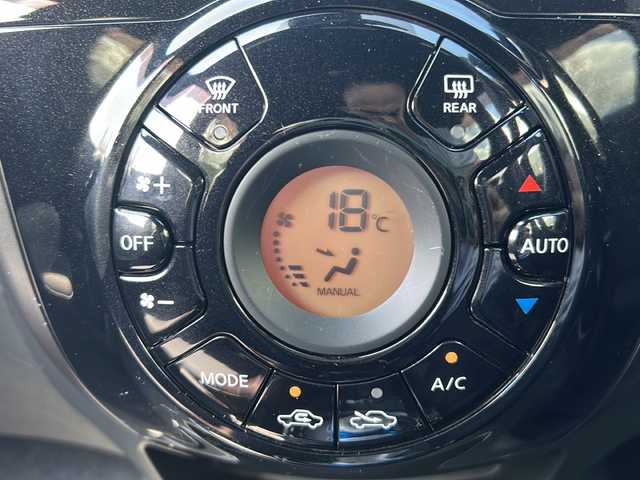 FRONT
REAR
+
18°C
OFF
AUTO
−
MANUAL
MODE
A/C